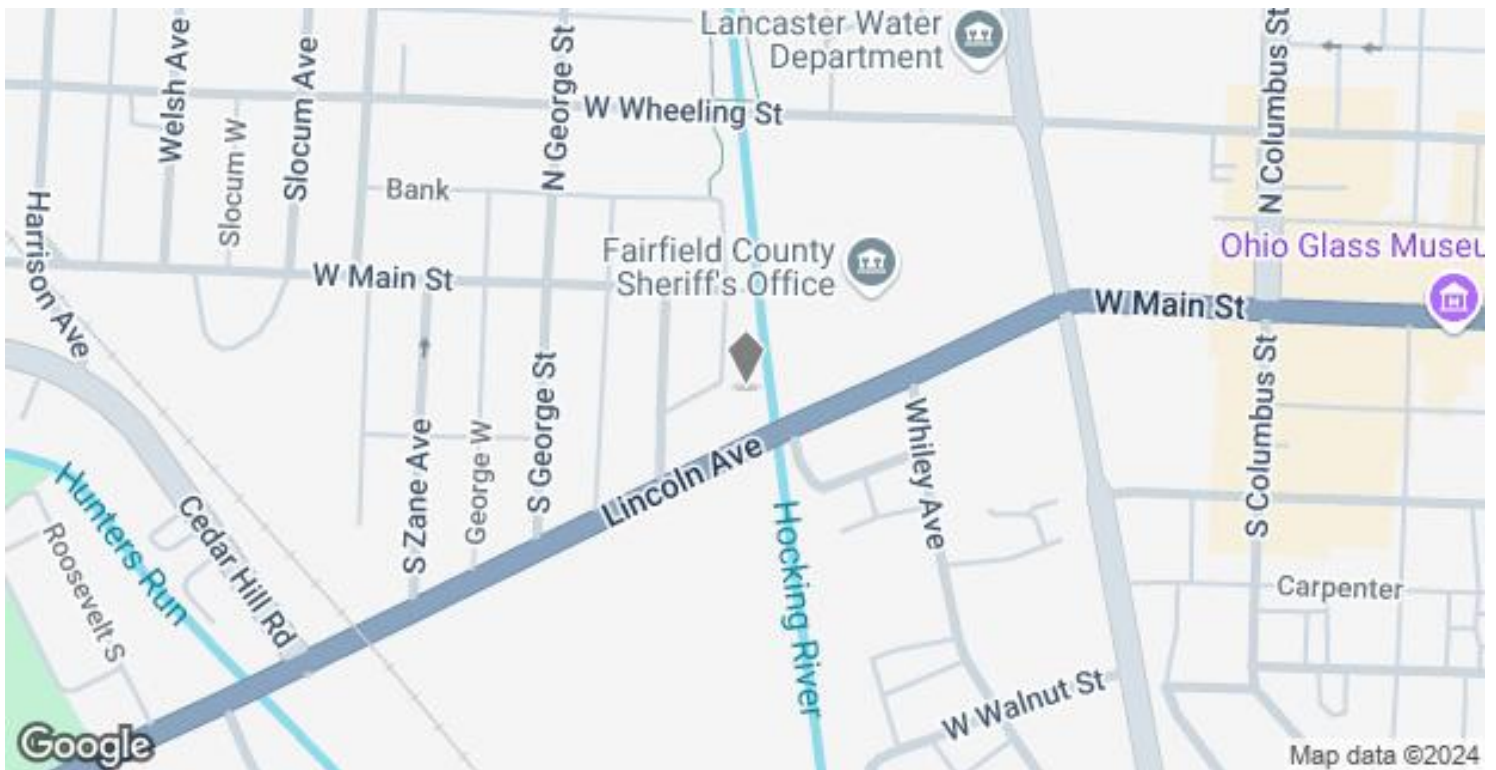 Lancaster Water
Department
Welsh Ave
Slocum W
Slocum Ave
N George St
W Wheeling St
N Columbus St
Bank
Harrison Ave
W Main St
Fairfield County
Sheriff's Office
Ohio Glass Museu
W Main St
S Zane Ave
George W
S George St
Lincoln Ave
Whiley Ave
S Columbus St
Hunters Run
Cedar Hill Rd
Roosevelt S
Hocking River
Carpenter
W Walnut St
Google
Map data ©2024